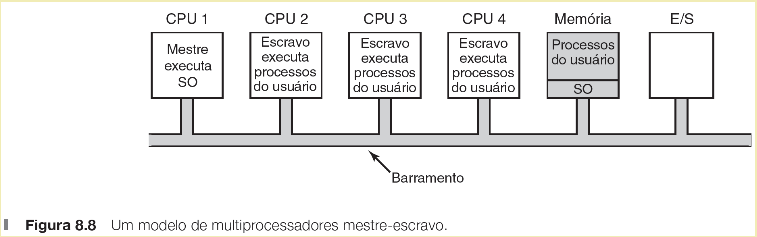 CPU 1 CPU 2 CPU 3 CPU 4 Memória E/S
Mestre
executa
SO
Escravo
executa
processos
do usuário
Escravo
executa
processos
do usuário
Escravo
executa
processos
do usuário
Processos
do usuário
SO
Barramento
Figura 8.8 Um modelo de multiprocessadores mestre-escravo.